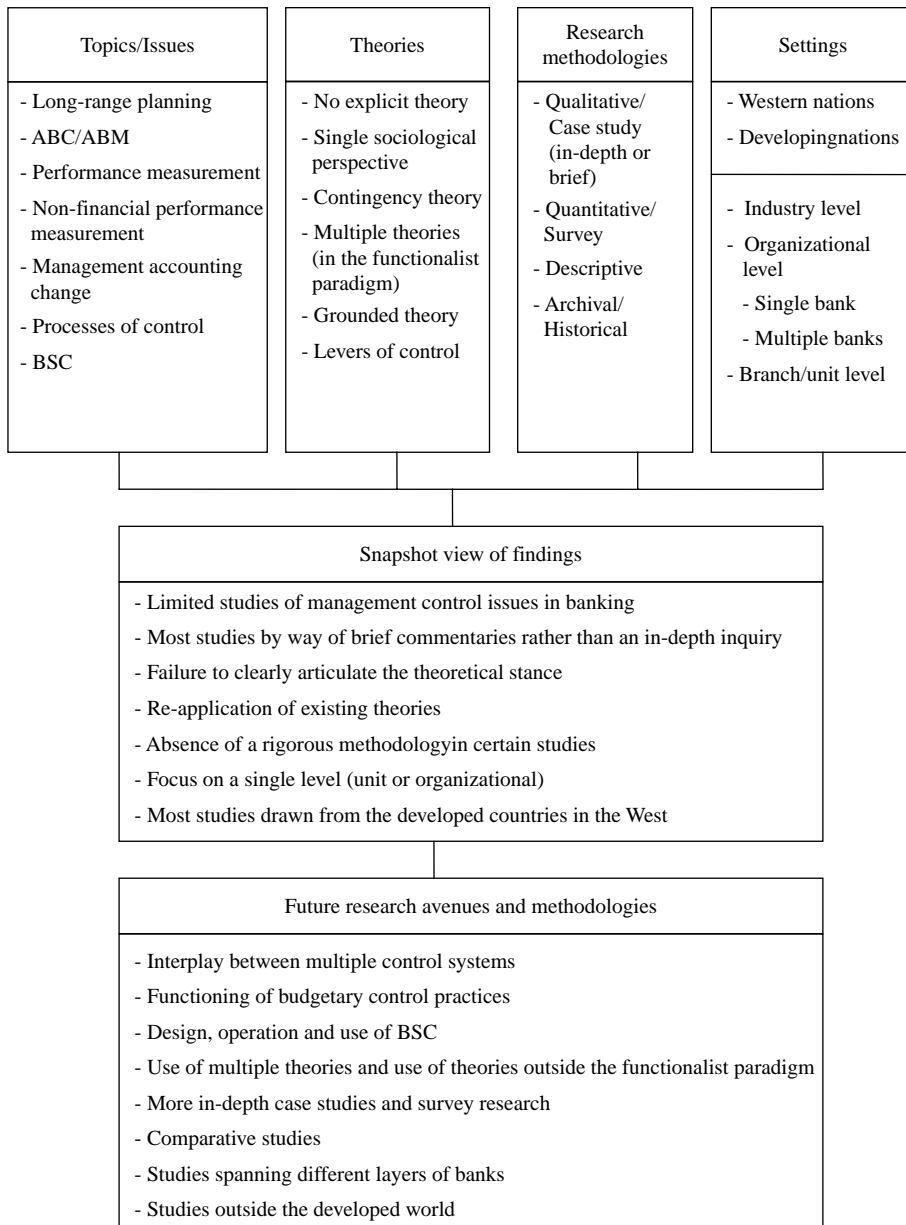 Topics/Issues
- Long-range planning
- ABC/ABM
- Performance measurement
- Non-financial performance
measurement
- Management accounting
change
- Processes of control
- BSC
Theories
- No explicit theory
- Single sociological
perspective
- Contingency theory
- Multiple theories
(in the functionalist
paradigm)
- Grounded theory
- Levers of control
Research
methodologies
- Qualitative/
Case study
(in-depth or
brief)
- Quantitative/
Survey
- Descriptive
- Archival/
Historical
Settings
- Western nations
- Developingnations
- Industry level
- Organizational
level
- Single bank
- Multiple banks
- Branch/unit level
Snapshot view of findings
- Limited studies of management control issues in banking
- Most studies by way of brief commentaries rather than an in-depth inquiry
- Failure to clearly articulate the theoretical stance
- Re-application of existing theories
- Absence of a rigorous methodologyin certain studies
- Focus on a single level (unit or organizational)
- Most studies drawn from the developed countries in the West
Future research avenues and methodologies
- Interplay between multiple control systems
- Functioning of budgetary control practices
- Design, operation and use of BSC
- Use of multiple theories and use of theories outside the functionalist paradigm
- More in-depth case studies and survey research
- Comparative studies
- Studies spanning different layers of banks
- Studies outside the developed world